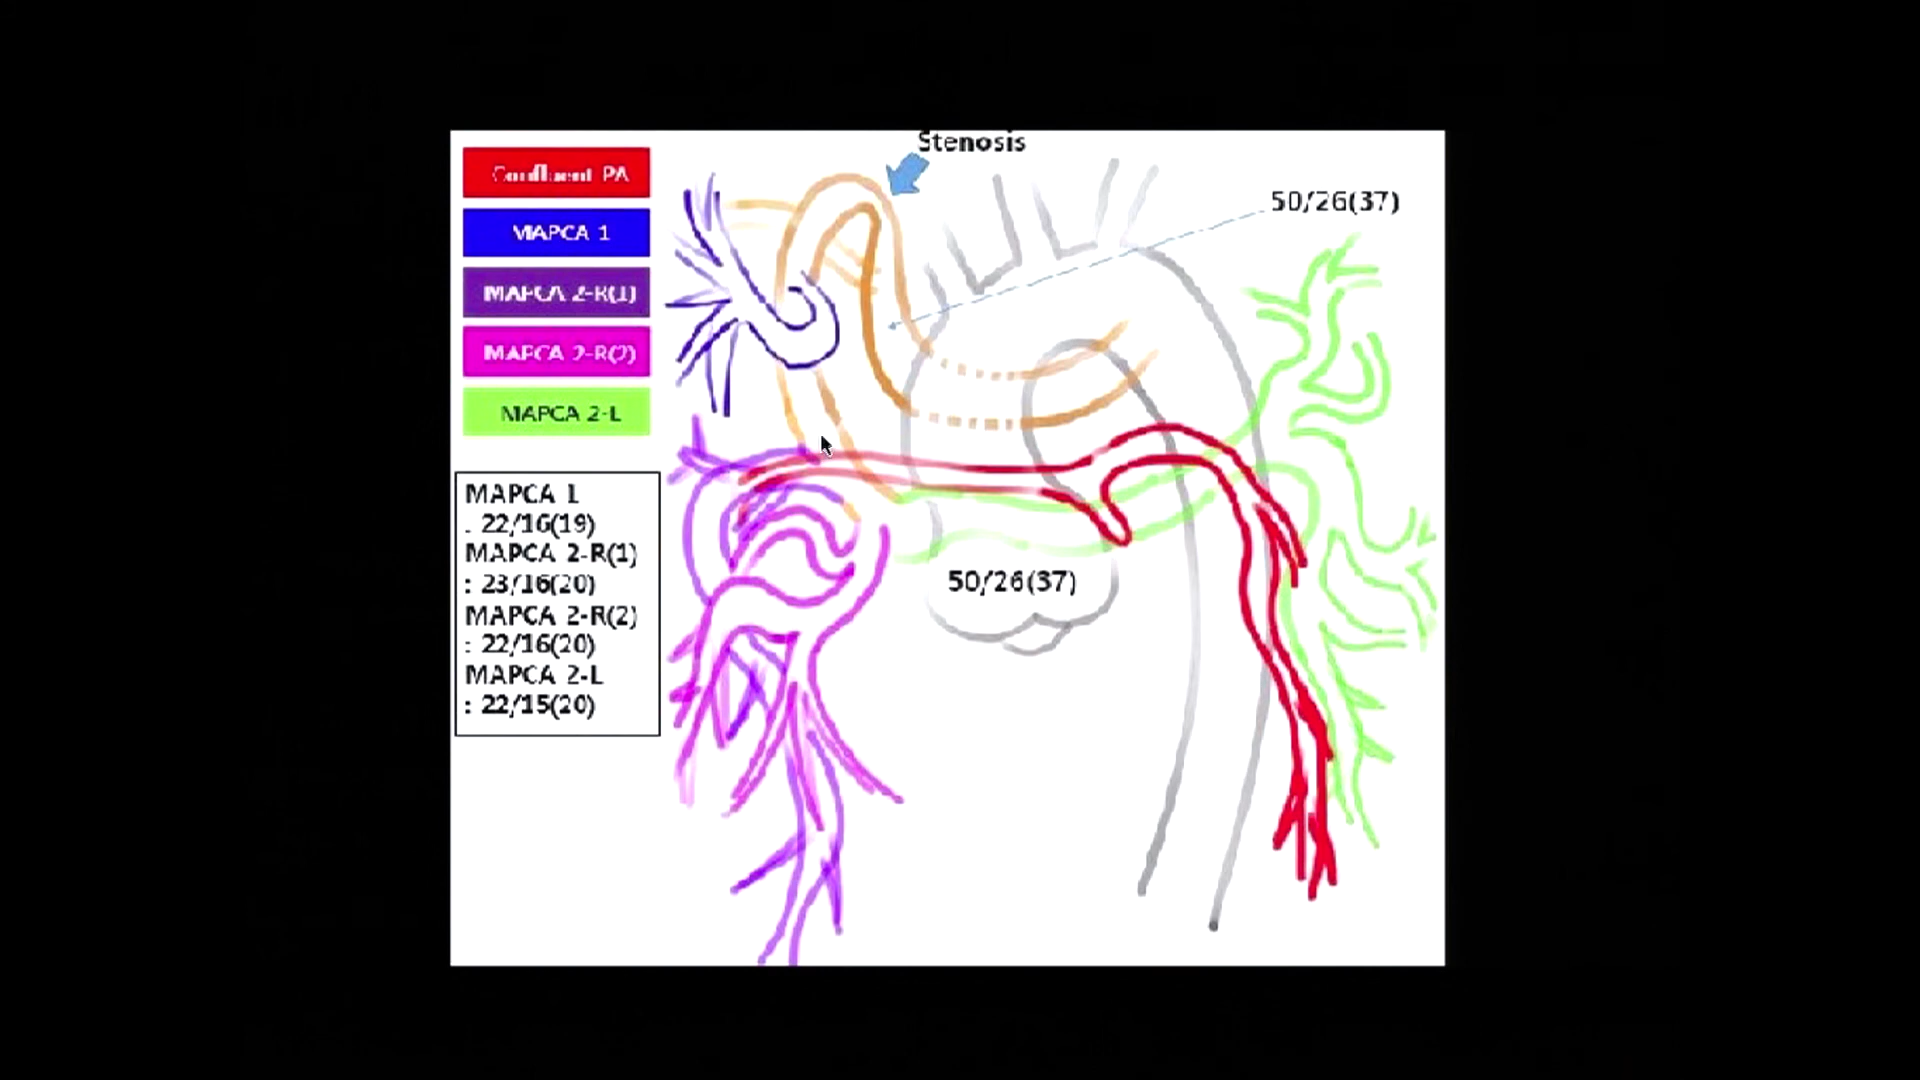 Stenosis
50/26(37)
Confluent PA
MAPCA 1
MAPCA 2-R(1)
MAPCA 2-R(2)
MAPCA 2-L
MAPCA 1
. 22/16(19)
MAPCA 2-R(1)
: 23/16(20)
MAPCA 2-R(2)
: 22/16(20)
MAPCA 2-L
: 22/15(20)
50/26(37)